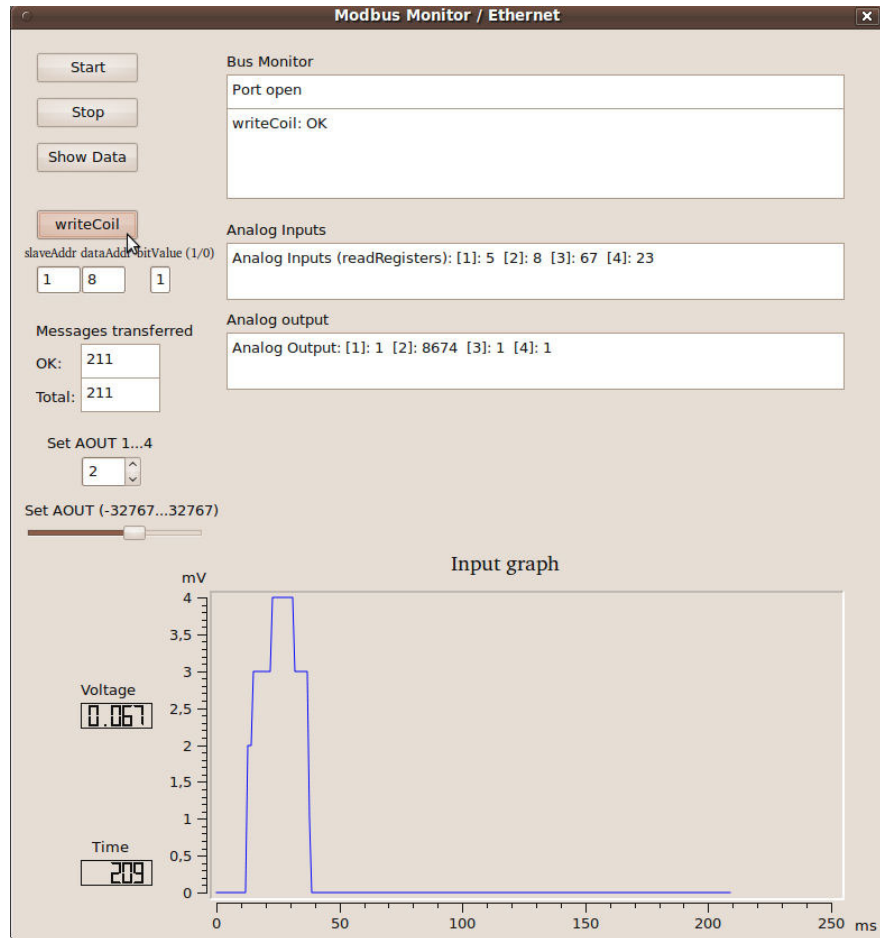 Modbus Monitor / Ethernet
Start
Stop
Show Data
writeCoil
slaveAddr dataAddr bitValue (1/0)
1 8 1
Bus Monitor
Port open
writeCoil: OK
Analog Inputs
Analog Inputs (readRegisters): [1]: 5 [2]: 8 [3]: 67 [4]: 23
Analog output
Analog Output: [1]: 1 [2]: 8674 [3]: 1 [4]: 1
Messages transferred
OK: 211
Total: 211
Set AOUT 1...4
2
Set AOUT (-32767...32767)
Input graph
mV
4
3,5
3
2,5
2
1,5
1
0,5
0
Voltage
0.067
Time
209
0 50 100 150 200 250 ms